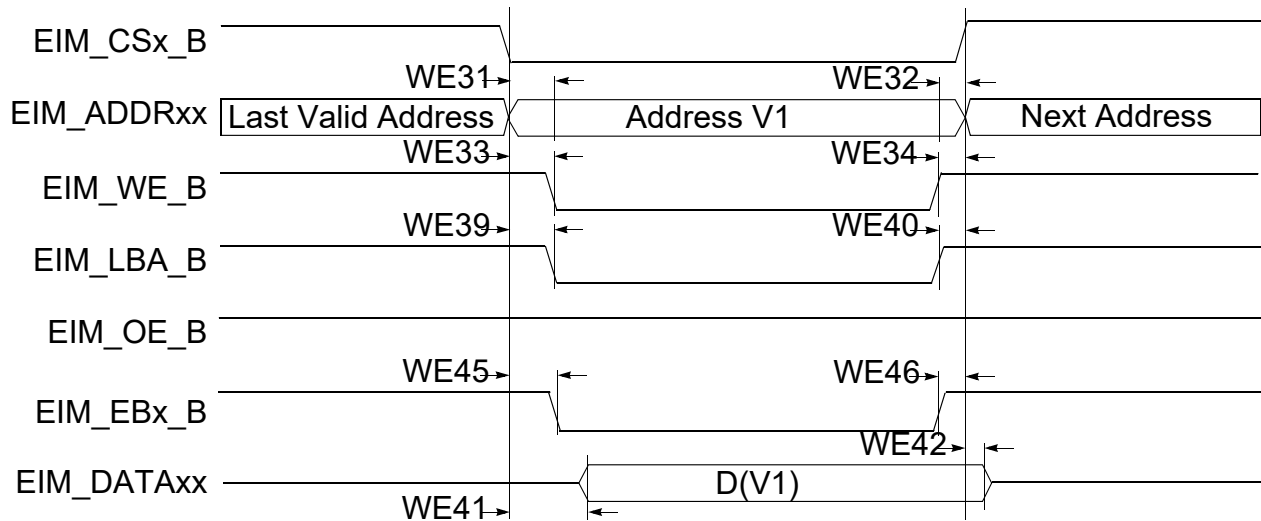 EIM_CSx_B
WE31
WE32
EIM_ADDRxx
Last Valid Address
Address V1
Next Address
WE33
WE34
EIM_WE_B
WE39
WE40
EIM_LBA_B
EIM_OE_B
WE45
WE46
EIM_EBx_B
WE42
EIM_DATAxx
D(V1)
WE41